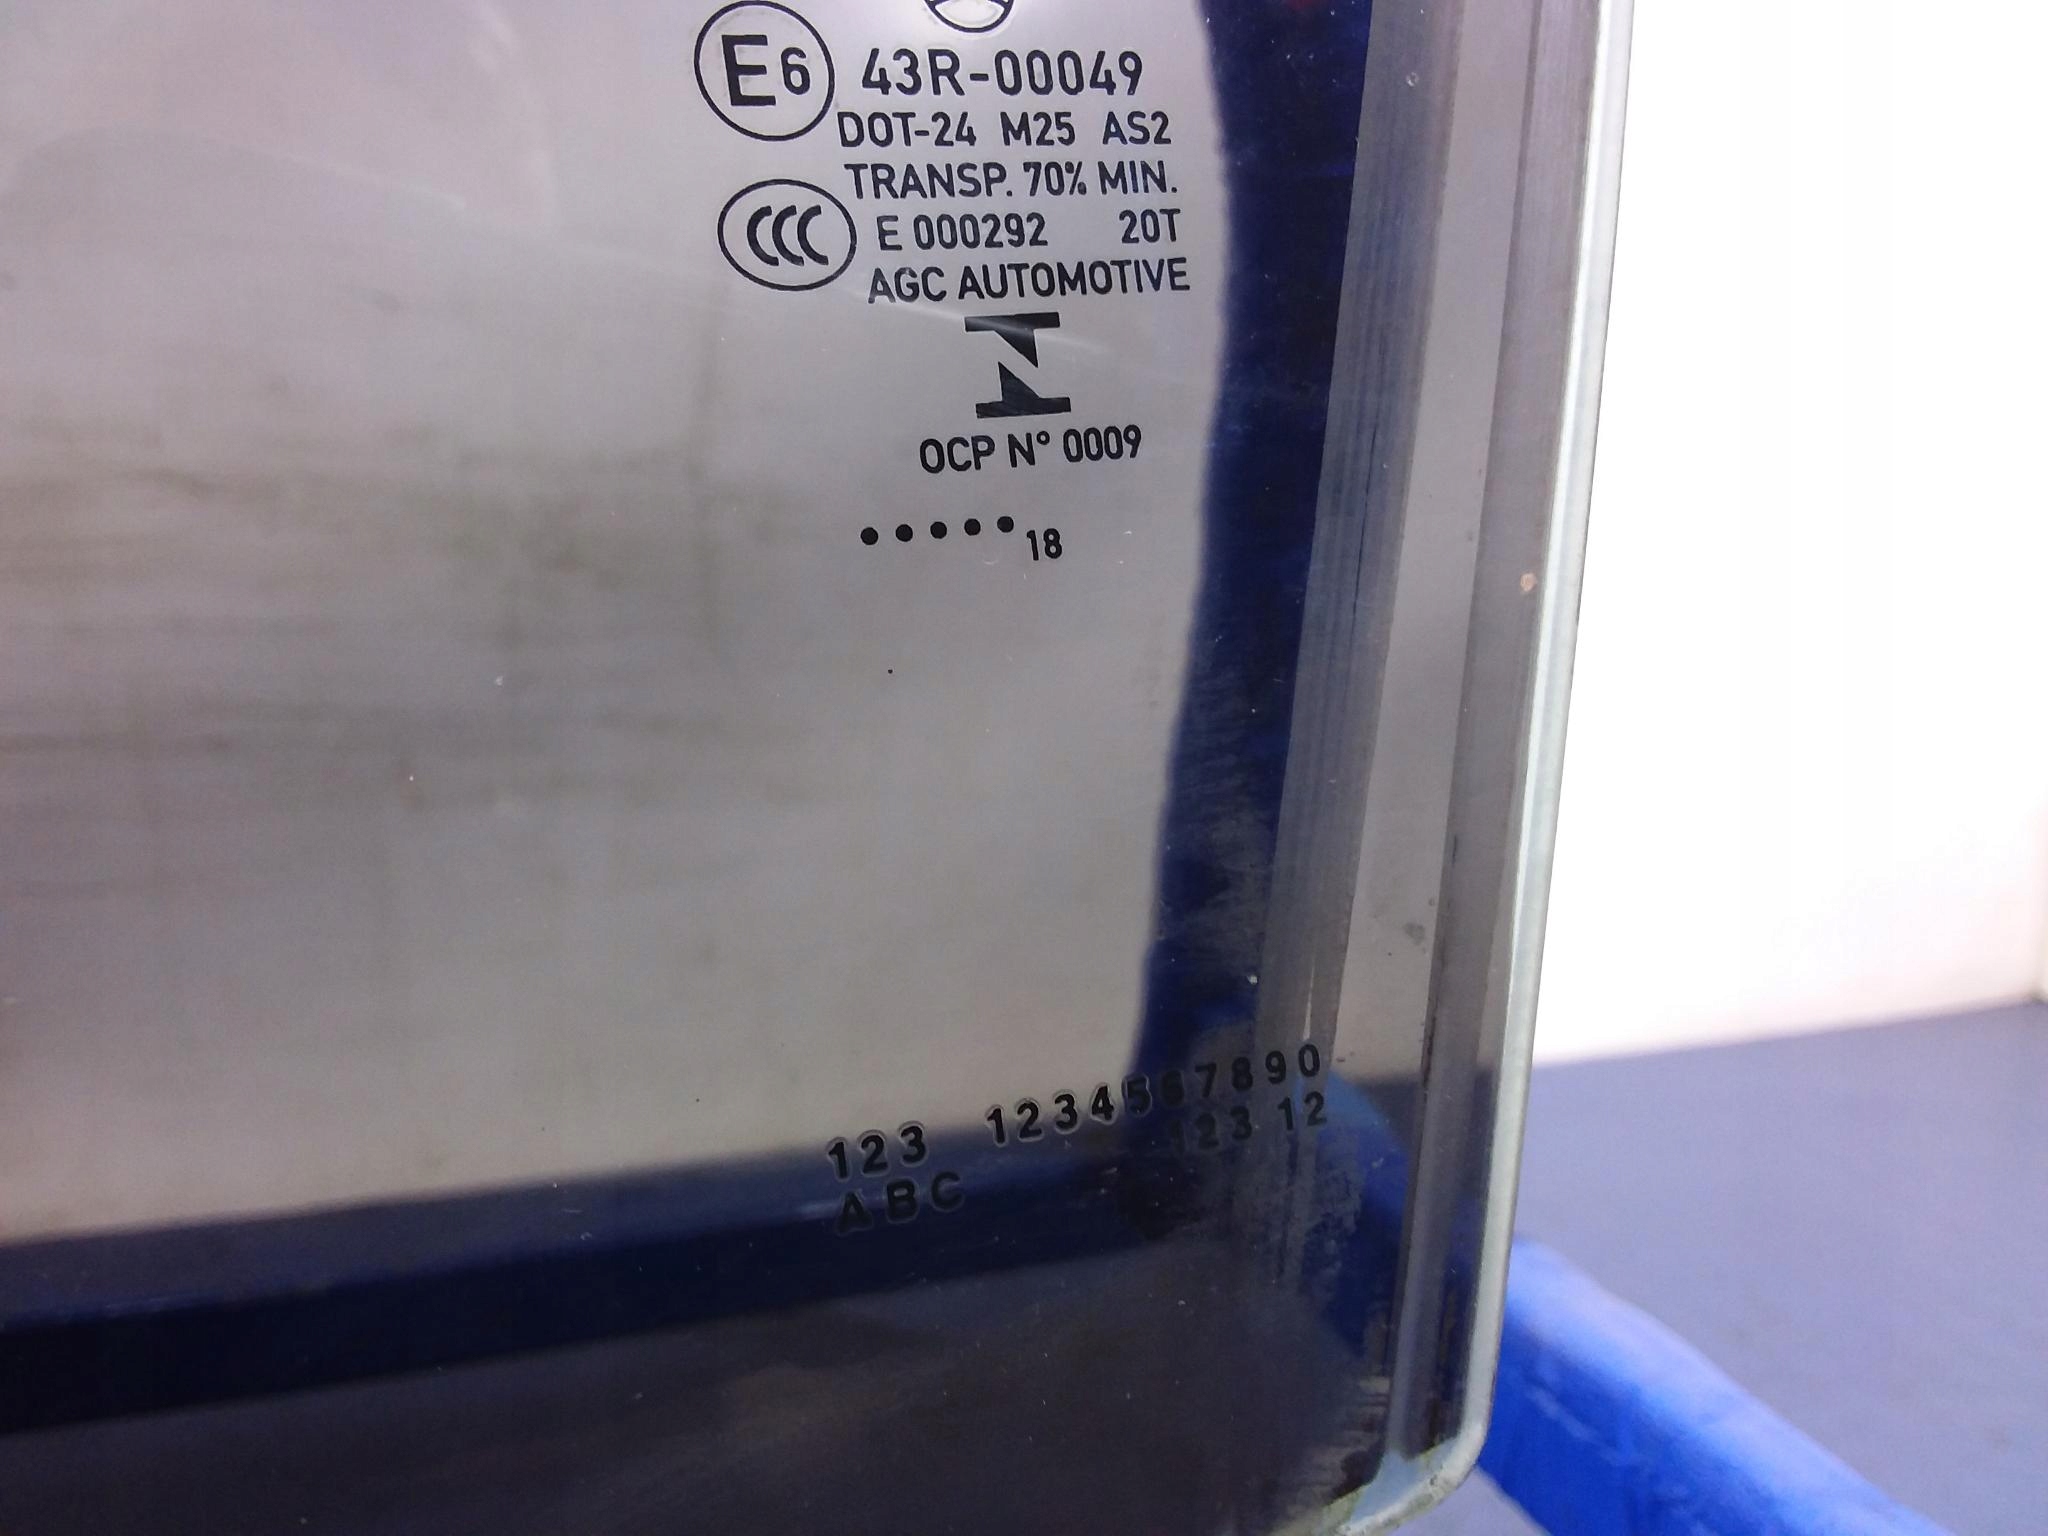 E6 43R-00049
DOT-24 M25 AS2
TRANSP. 70% MIN.
CCC E 000292 20T
AGC AUTOMOTIVE
N
OCP N° 0009
•••••18
123 1234567890
ABC 123 12